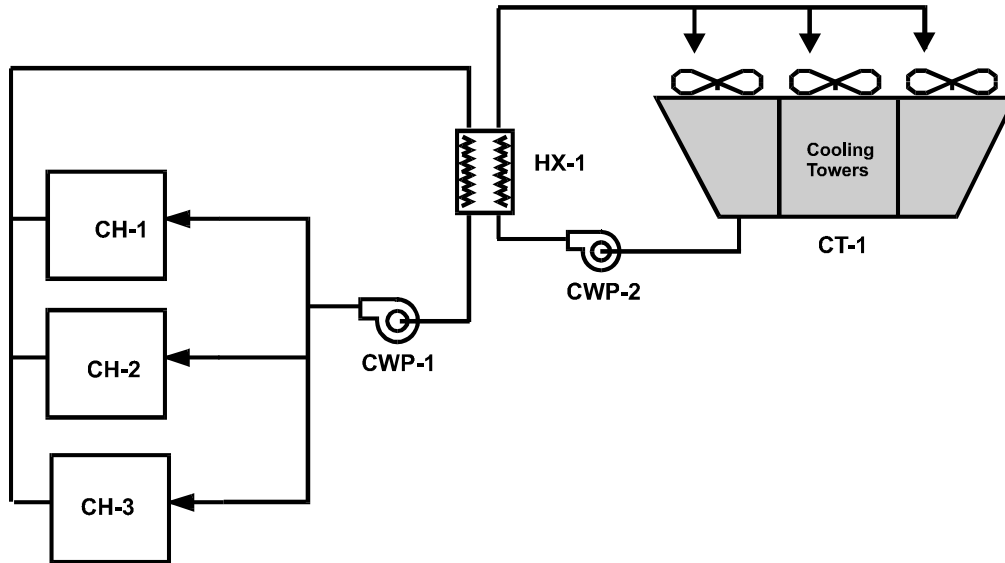 HX-1
Cooling
Towers
CT-1
CH-1
CWP-2
CH-2
CWP-1
CH-3